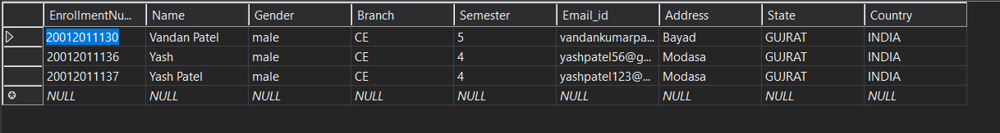 EnrollmentNu... Name Gender Branch Semester Email_id Address State Country
20012011130 Vandan Patel male CE 5 vandankumarpa... Bayad GUJRAT INDIA
20012011136 Yash male CE 4 yashpatel56@g... Modasa GUJRAT INDIA
20012011137 Yash Patel male CE 4 yashpatel123@... Modasa GUJRAT INDIA
NULL NULL NULL NULL NULL NULL NULL NULL NULL